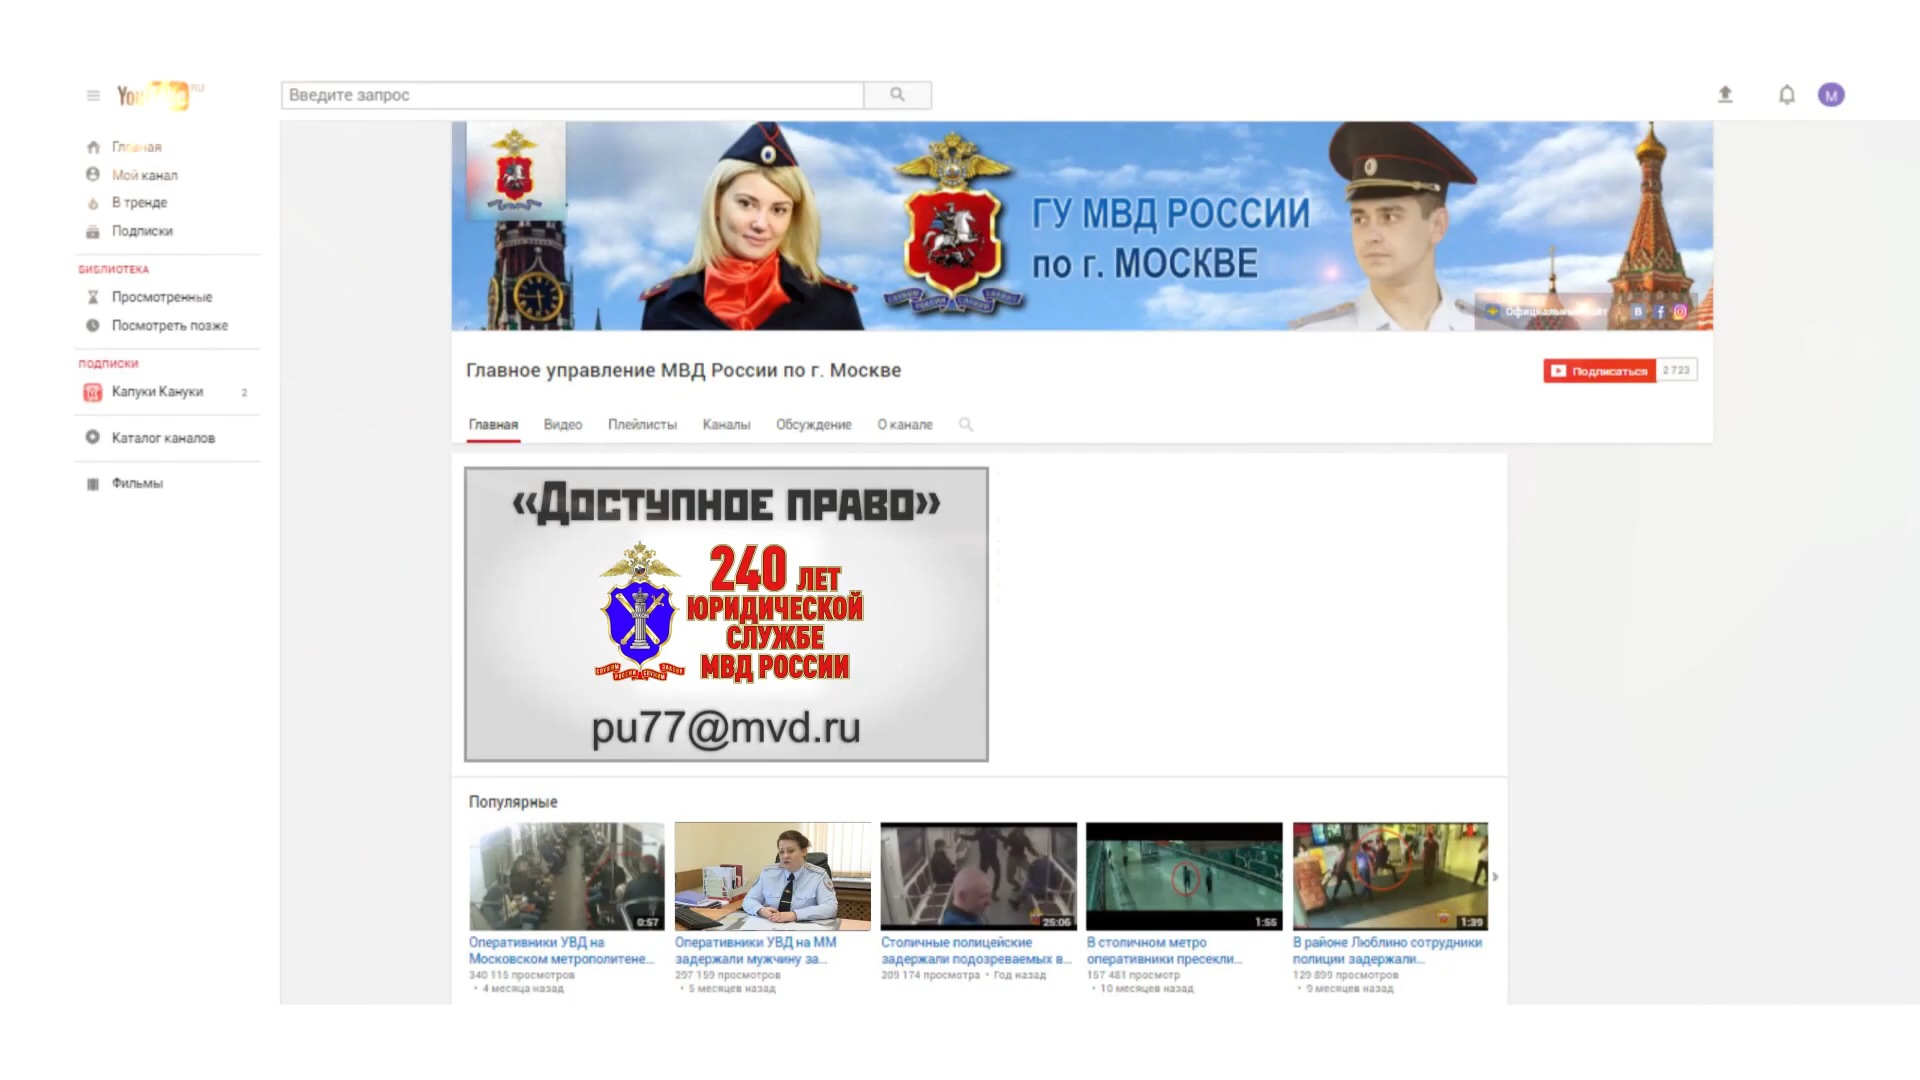 RU
Введите запрос
M
Главная
Мой канал
В тренде
Подписки
БИБЛИОТЕКА
Просмотренные
Посмотреть позже
ПОДПИСКИ
Капуки Кануки 2
Каталог каналов
Фильмы
ГУ МВД РОССИИ
по г. МОСКВЕ
Официальный сайт
Главное управление МВД России по г. Москве
Подписаться 2 723
Главная Видео Плейлисты Каналы Обсуждение О канале
«Доступное право»
240 ЛЕТ
ЮРИДИЧЕСКОЙ
СЛУЖБЕ
МВД РОССИИ
pu77@mvd.ru
Популярные
0:57
25:06
1:55
1:39
Оперативники УВД на
Московском метрополитене...
340 115 просмотров
• 4 месяца назад
Оперативники УВД на ММ
задержали мужчину за...
297 159 просмотров
• 5 месяцев назад
Столичные полицейские
задержали подозреваемых в...
209 174 просмотра • Год назад
В столичном метро
оперативники пресекли...
157 481 просмотр
• 10 месяцев назад
В районе Люблино сотрудники
полиции задержали...
129 899 просмотров
• 9 месяцев назад